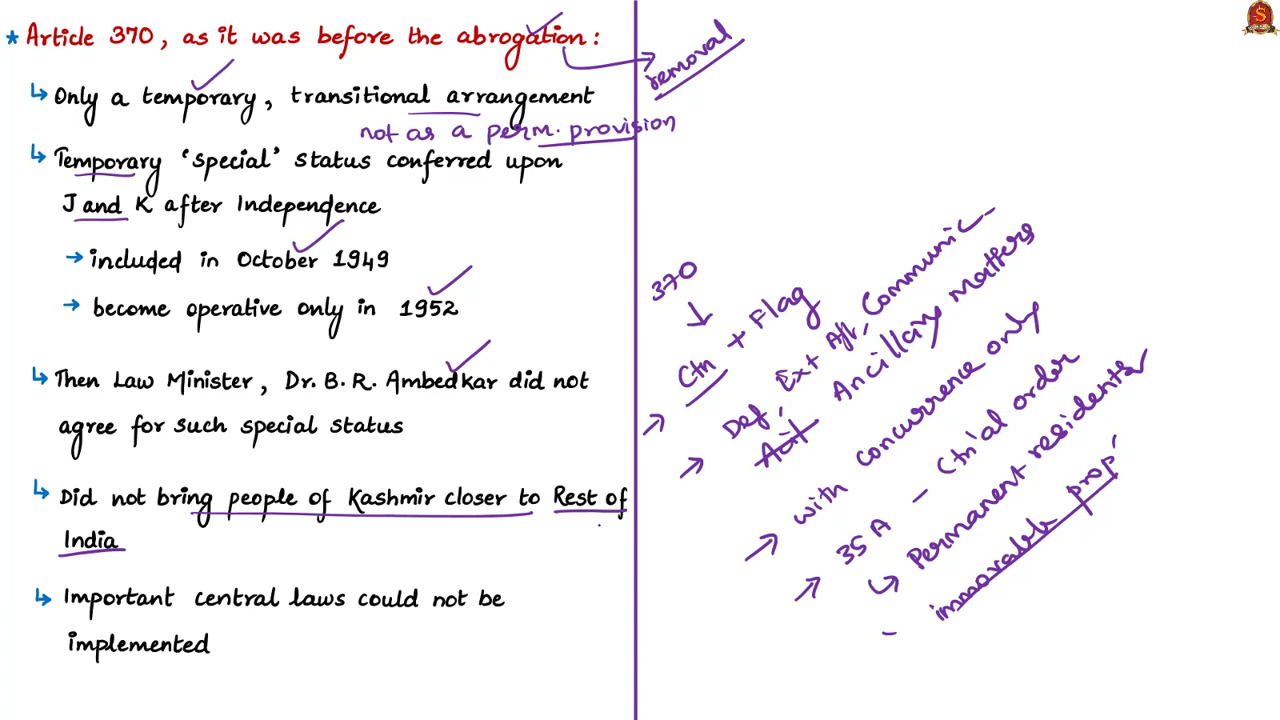 * Article 370, as it was before the abrogation:
removal
↳ Only a temporary, transitional arrangement
not as a perm. provision
↳ Temporary 'special' status conferred upon
J and K after Independence
→ included in October 1949
→ become operative only in 1952
↳ Then Law Minister, Dr. B. R. Ambedkar did not
agree for such special status
↳ Did not bring people of Kashmir closer to Rest of
India
↳ Important central laws could not be
implemented
370
↓
→ Ctn + Flag
→ Def, Ext Aff, Communic-
Ancillary Matters
→ with concurrence only
→ 35 A - Ctn'al order
↳ Permanent residents
- immovable prop'
S